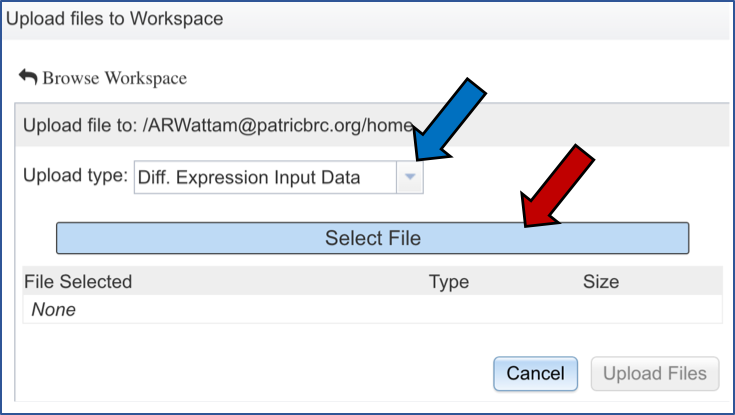 Upload files to Workspace
Browse Workspace
Upload file to: /ARWattam@patricbrc.org/home
Upload type: Diff. Expression Input Data
Select File
File Selected Type Size
None
Cancel Upload Files